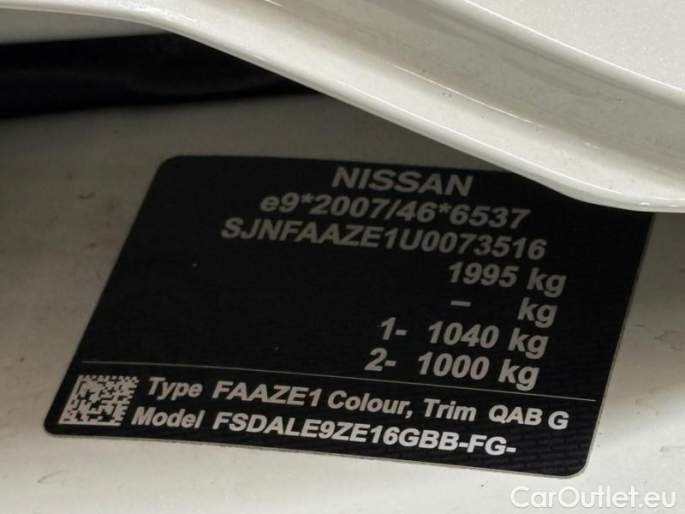 NISSAN
e9*2007/46*6537
SJNFAAZE1U0073516
1995 kg
– kg
1- 1040 kg
2- 1000 kg
Type FAAZE1 Colour, Trim QAB G
Model FSDALE9ZE16GBB-FG-
CarOutlet.eu